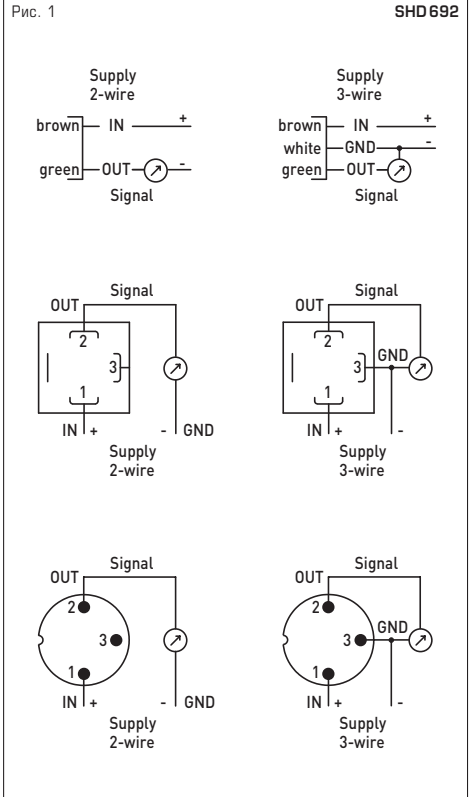 Рис. 1 SHD692
Supply
2-wire
brown IN +
green OUT -
Signal
Supply
3-wire
brown IN +
white GND -
green OUT
Signal
OUT Signal
2
3
1
IN + - GND
Supply
2-wire
OUT Signal
2
3 GND
1
IN + -
Supply
3-wire
OUT Signal
2
3
1
IN + - GND
Supply
2-wire
OUT Signal
2
3 GND
1
IN + -
Supply
3-wire